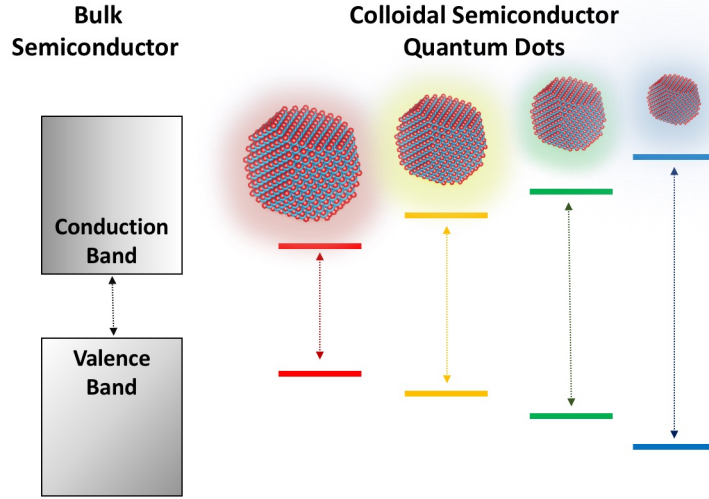 Bulk
Semiconductor
Colloidal Semiconductor
Quantum Dots
Conduction
Band
Valence
Band